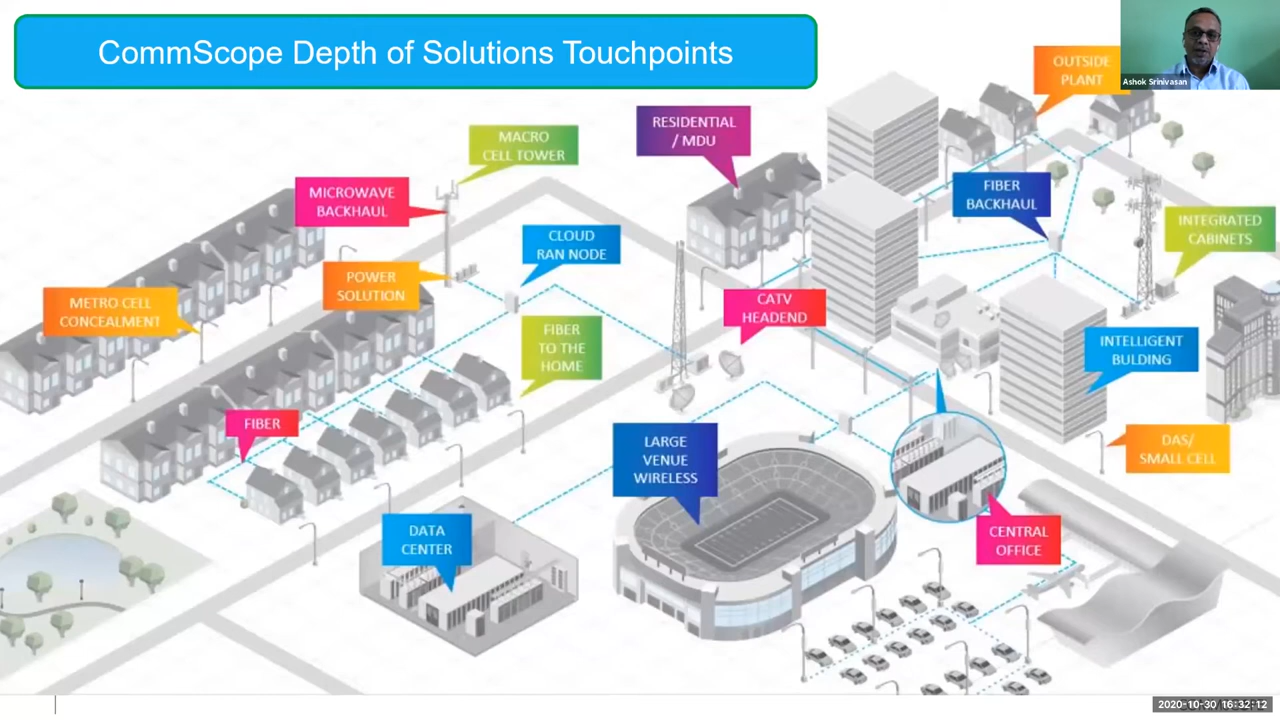 CommScope Depth of Solutions Touchpoints
OUTSIDE
PLANT
Ashok Srinivasan
MACRO
CELL TOWER
RESIDENTIAL
/ MDU
MICROWAVE
BACKHAUL
FIBER
BACKHAUL
INTEGRATED
CABINETS
CLOUD
RAN NODE
POWER
SOLUTION
METRO CELL
CONCEALMENT
CATV
HEADEND
FIBER
TO THE
HOME
INTELLIGENT
BULDING
FIBER
LARGE
VENUE
WIRELESS
DAS/
SMALL CELL
DATA
CENTER
CENTRAL
OFFICE
2020-10-30 16:32:12